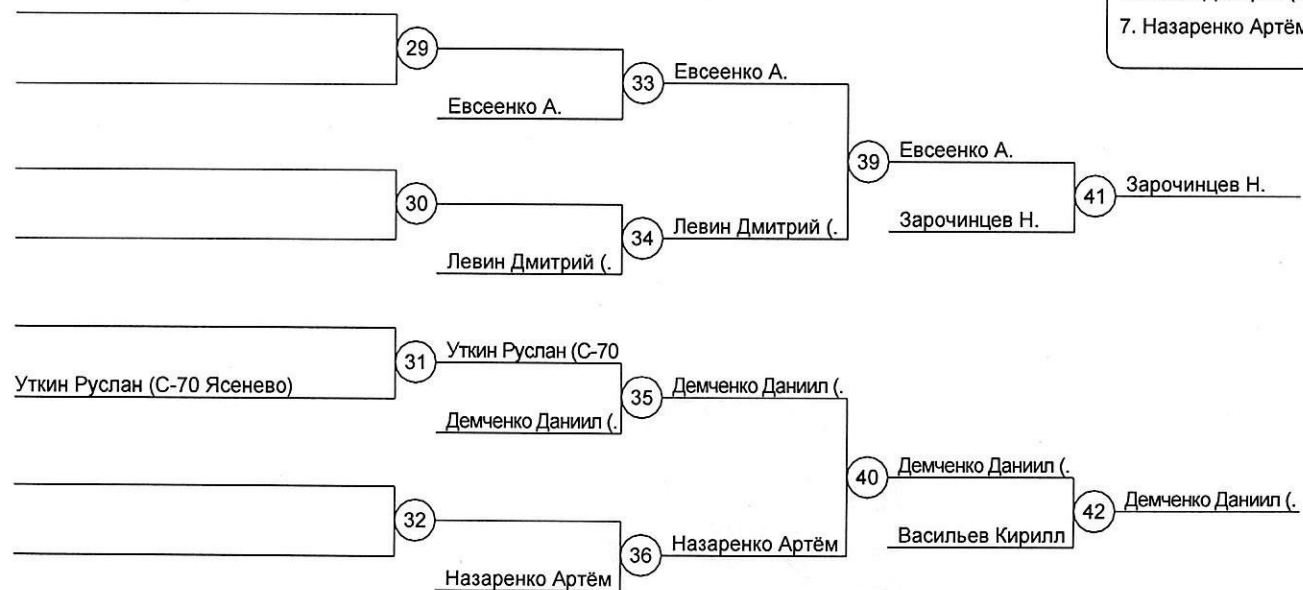 7. Назаренко Артём
29
Евсеенко А.
33
Евсеенко А.
30
Левин Дмитрий (.
34
Левин Дмитрий (.
39
Евсеенко А.
Зарочинцев Н.
41
Зарочинцев Н.
Уткин Руслан (С-70 Ясенево)
31
Уткин Руслан (С-70
Демченко Даниил (.
35
Демченко Даниил (.
32
Назаренко Артём
36
Назаренко Артём
40
Демченко Даниил (.
Васильев Кирилл
42
Демченко Даниил (.